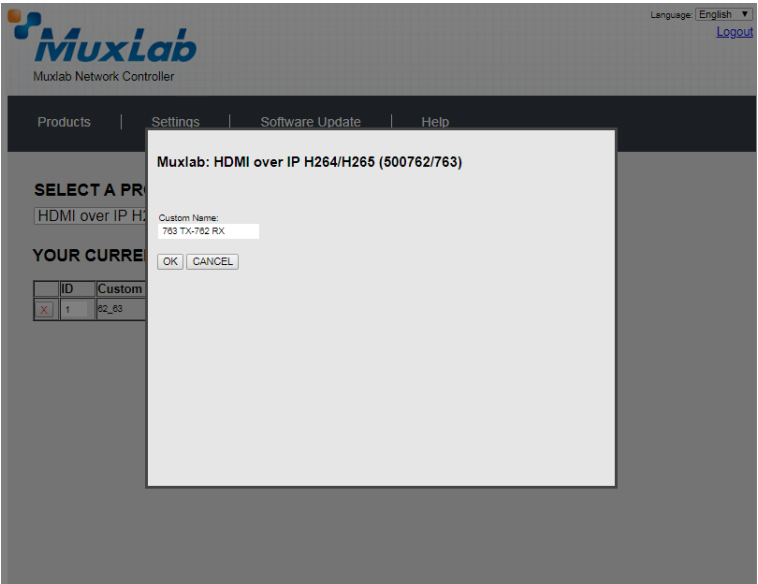 Language: English ▼
Logout
MuxLab
Muxlab Network Controller
Products | Settings | Software Update | Help
Muxlab: HDMI over IP H264/H265 (500762/763)
SELECT A PR
HDMI over IP H2
Custom Name:
763 TX-762 RX
YOUR CURRE
OK CANCEL
ID Custom
X 1 62_63